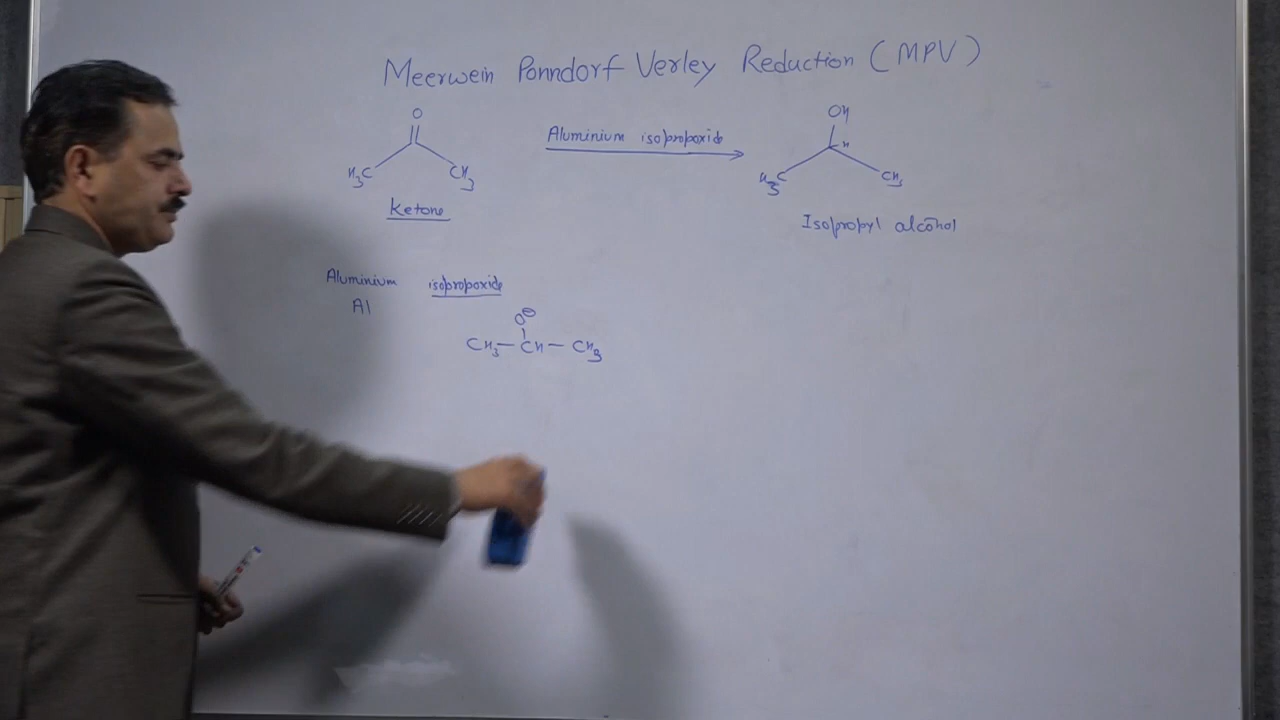 Meerwein Ponndorf Verley Reduction (MPV)
O
H3C CH3
Ketone
Aluminium isopropoxide
OH
H
H3C CH3
Isopropyl alcohol
Aluminium isopropoxide
Al
O⊖
CH3—CH—CH3